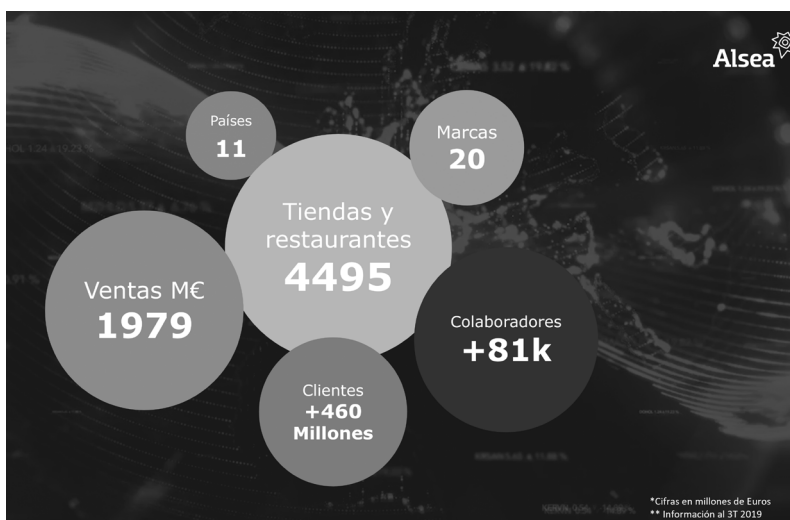 Alsea
Países
11
Marcas
20
Tiendas y
restaurantes
4495
Ventas M€
1979
Colaboradores
+81k
Clientes
+460
Millones
*Cifras en millones de Euros
** Información al 3T 2019